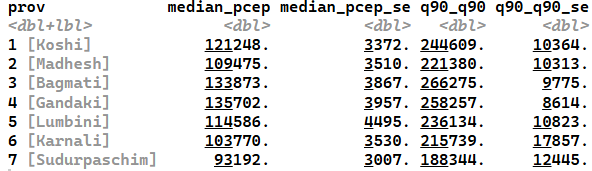 prov median_pcep median_pcep_se q90_q90 q90_q90_se
<dbl+lbl> <dbl> <dbl> <dbl> <dbl>
1 [Koshi] 121248. 3372. 244609. 10364.
2 [Madhesh] 109475. 3510. 221380. 10313.
3 [Bagmati] 133873. 3867. 266275. 9775.
4 [Gandaki] 135702. 3957. 258257. 8614.
5 [Lumbini] 114586. 4495. 236134. 10823.
6 [Karnali] 103770. 3530. 215739. 17857.
7 [Sudurpaschim] 93192. 3007. 188344. 12445.